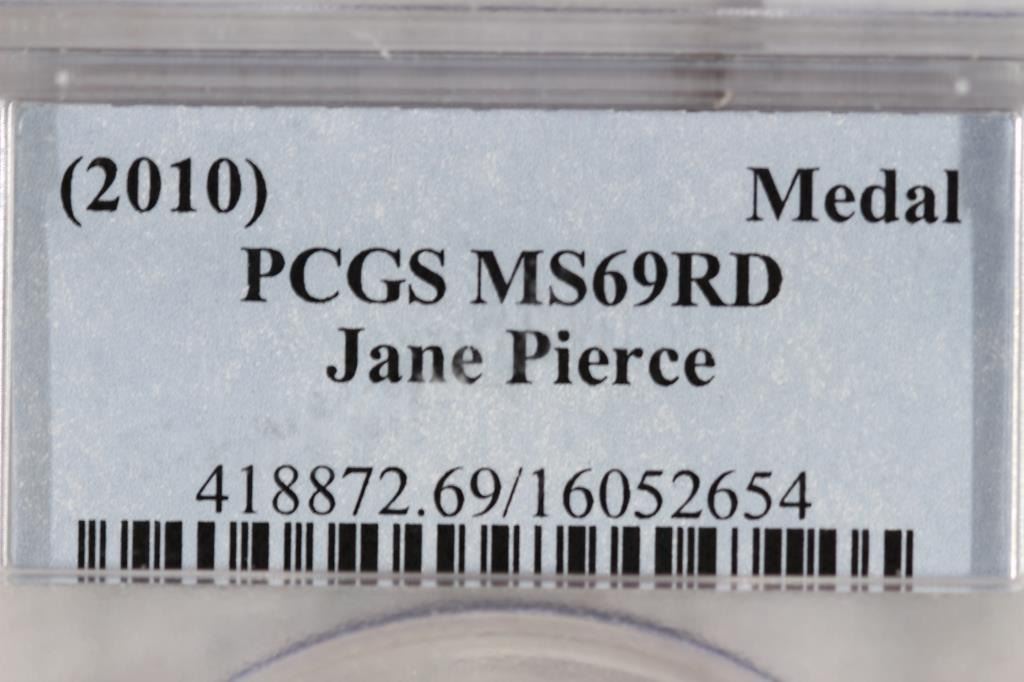 (2010) Medal
PCGS MS69RD
Jane Pierce
418872.69/16052654